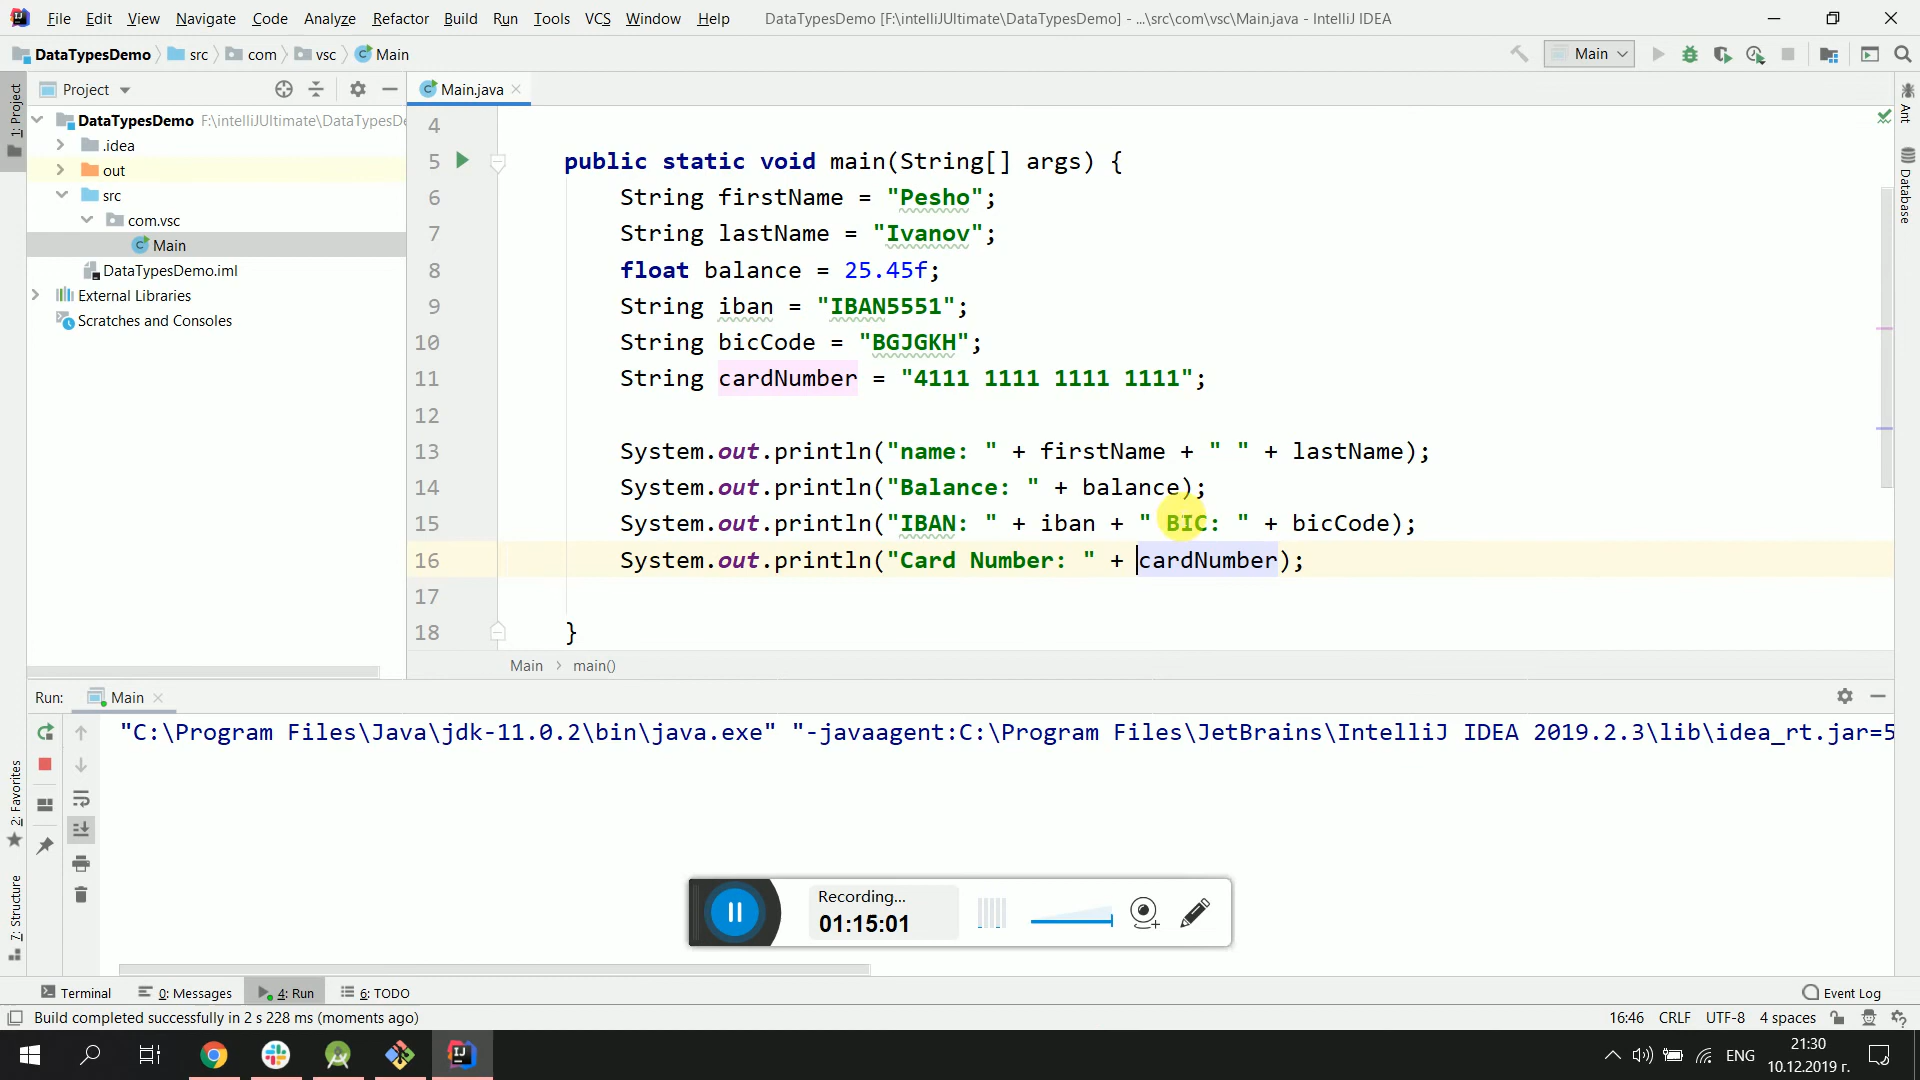 File Edit View Navigate Code Analyze Refactor Build Run Tools VCS Window Help DataTypesDemo [F:\intelliJUltimate\DataTypesDemo] - ...\src\com\vsc\Main.java - IntelliJ IDEA
DataTypesDemo src com vsc Main Main
Project
Main.java
1: Project
Ant
Database
DataTypesDemo F:\intelliJUltimate\DataTypesDe
.idea
out
src
com.vsc
Main
DataTypesDemo.iml
External Libraries
Scratches and Consoles
4
5 public static void main(String[] args) {
6 String firstName = "Pesho";
7 String lastName = "Ivanov";
8 float balance = 25.45f;
9 String iban = "IBAN5551";
10 String bicCode = "BGJGKH";
11 String cardNumber = "4111 1111 1111 1111";
12
13 System.out.println("name: " + firstName + " " + lastName);
14 System.out.println("Balance: " + balance);
15 System.out.println("IBAN: " + iban + " BIC: " + bicCode);
16 System.out.println("Card Number: " + cardNumber);
17
18 }
Main main()
Run: Main
"C:\Program Files\Java\jdk-11.0.2\bin\java.exe" "-javaagent:C:\Program Files\JetBrains\IntelliJ IDEA 2019.2.3\lib\idea_rt.jar=5
2: Favorites
7: Structure
Recording...
01:15:01
Terminal 0: Messages 4: Run 6: TODO Event Log
Build completed successfully in 2 s 228 ms (moments ago) 16:46 CRLF UTF-8 4 spaces
ENG
21:30
10.12.2019 г.